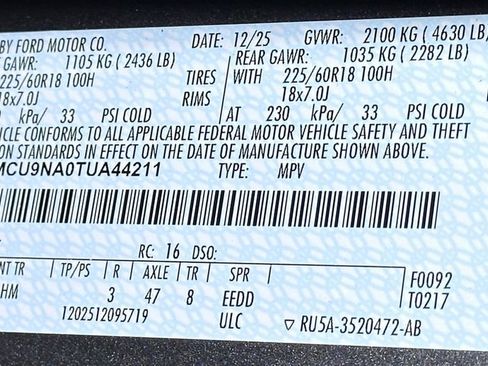 BY FORD MOTOR CO. DATE: 12/25 GVWR: 2100 KG ( 4630 LB)
GAWR: 1105 KG ( 2436 LB) REAR GAWR: 1035 KG ( 2282 LB)
225/60R18 100H TIRES WITH 225/60R18 100H
18x7.0J RIMS 18x7.0J
kPa/ 33 PSI COLD AT 230 kPa/ 33 PSI COLD
CONFORMS TO ALL APPLICABLE FEDERAL MOTOR VEHICLE SAFETY AND THEFT
STANDARDS IN EFFECT ON THE DATE OF MANUFACTURE SHOWN ABOVE.
MCU9NA0TUA44211 TYPE: MPV
RC: 16 DSO:
TR TP/PS R AXLE TR SPR F0092
HM 3 47 8 EEDD T0217
1202512095719 ULC ▽ RU5A-3520472-AB